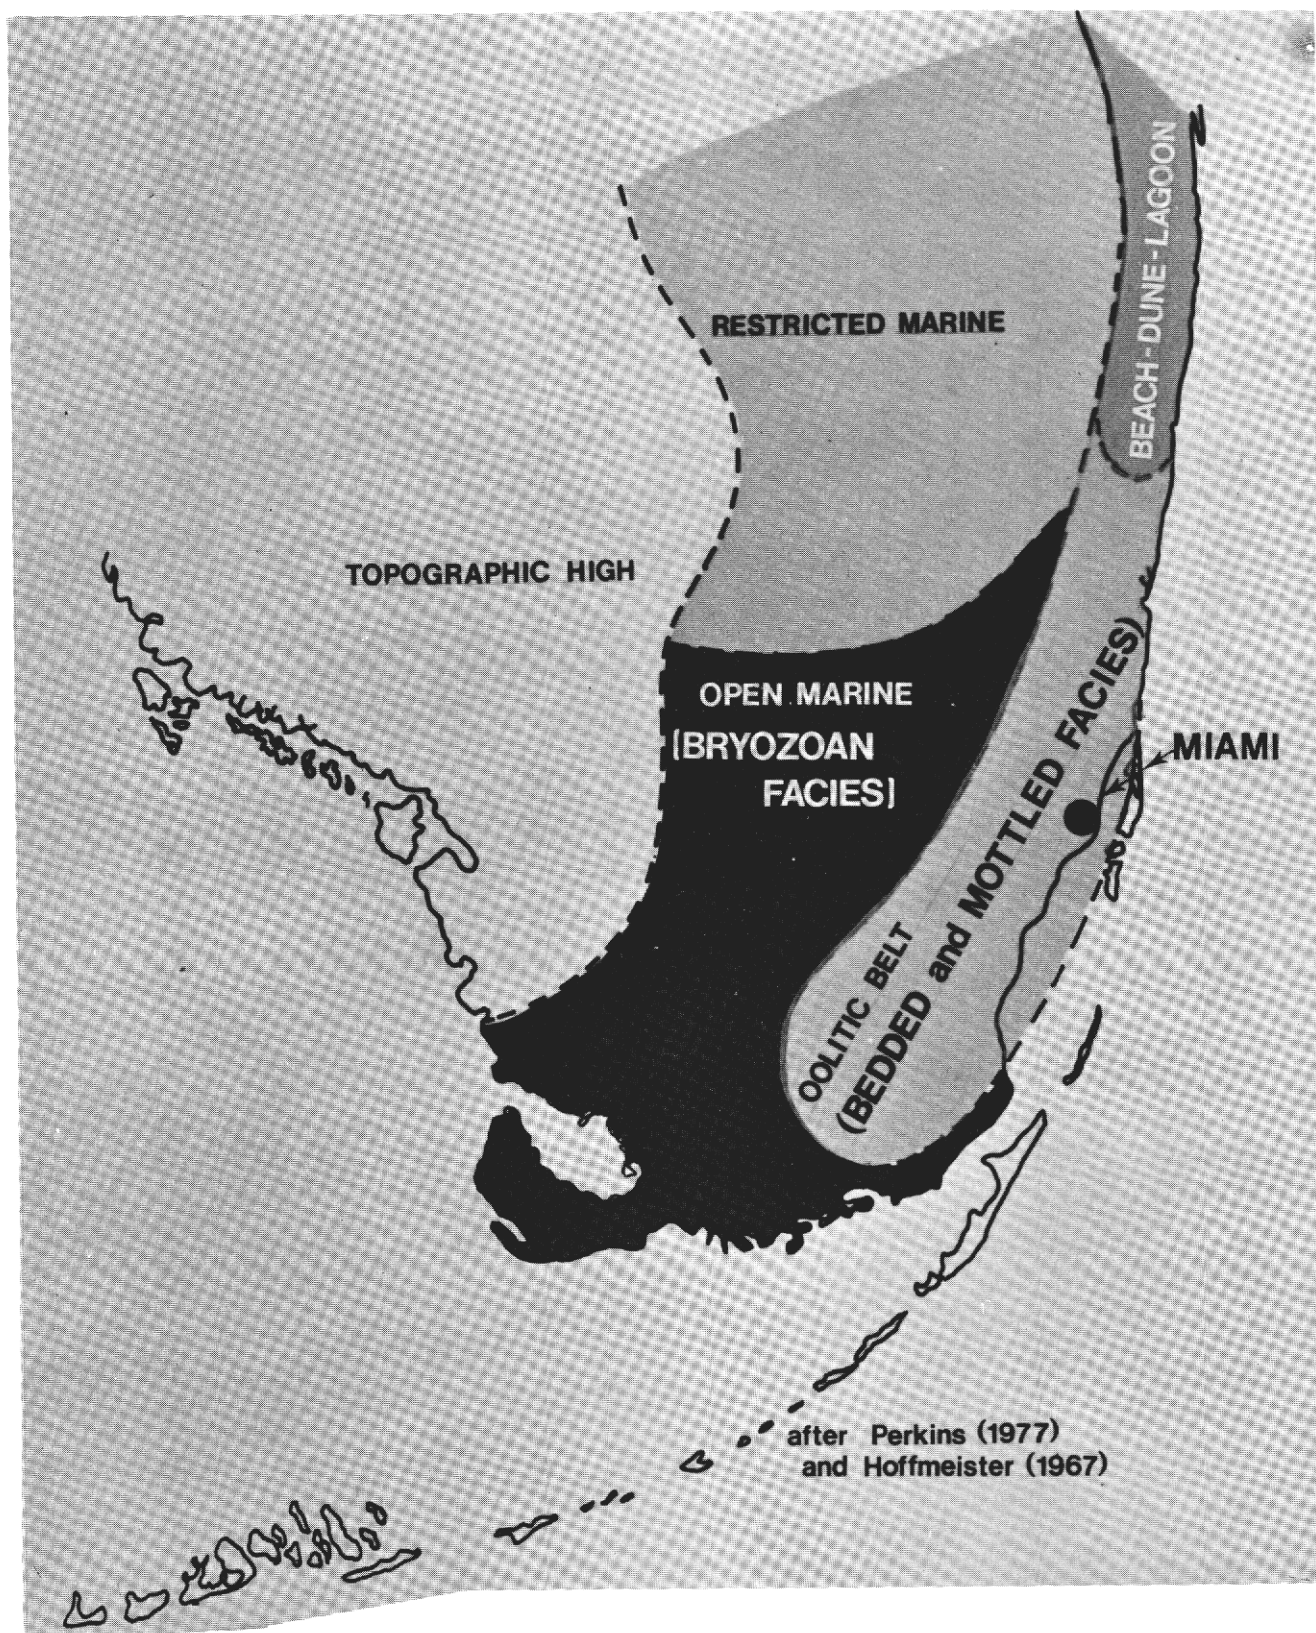 BEACH-DUNE-LAGOON
RESTRICTED MARINE
TOPOGRAPHIC HIGH
OPEN MARINE
(BRYOZOAN
FACIES)
MIAMI
OOLITIC BELT
(BEDDED and MOTTLED FACIES)
after Perkins (1977)
and Hoffmeister (1967)